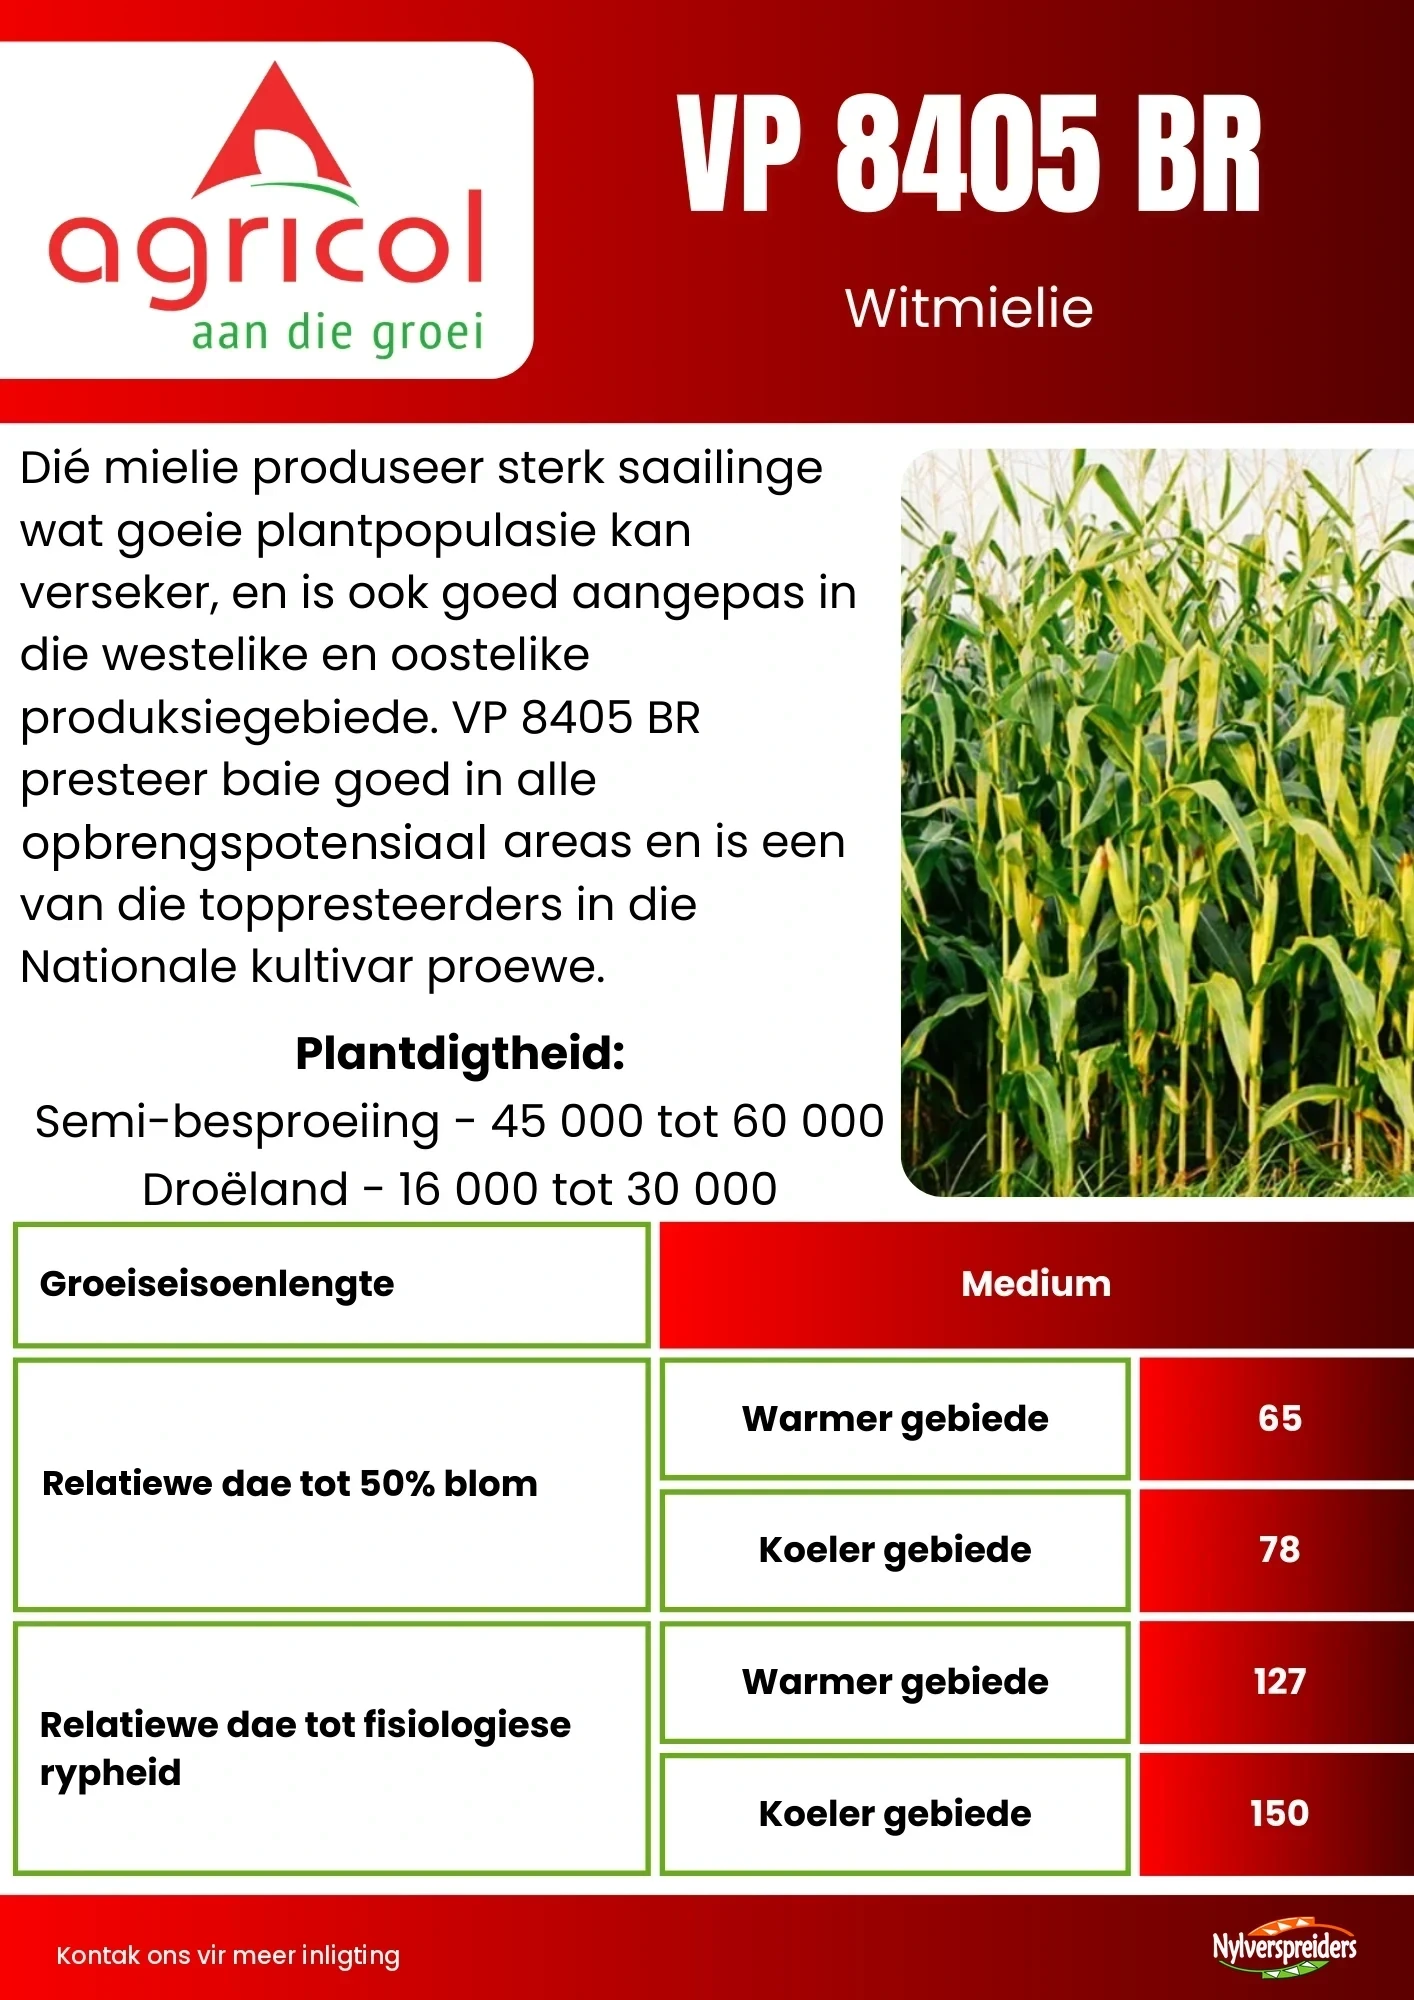 agricol
aan die groei
VP 8405 BR
Witmielie
Dié mielie produseer sterk saailinge
wat goeie plantpopulasie kan
verseker, en is ook goed aangepas in
die westelike en oostelike
produksiegebiede. VP 8405 BR
presteer baie goed in alle
opbrengspotensiaal areas en is een
van die toppresteerders in die
Nationale kultivar proewe.
Plantdigtheid:
Semi-besproeiing - 45 000 tot 60 000
Droëland - 16 000 tot 30 000
Groeiseisoenlengte
Medium
Relatiewe dae tot 50% blom
Warmer gebiede
65
Koeler gebiede
78
Relatiewe dae tot fisiologiese
rypheid
Warmer gebiede
127
Koeler gebiede
150
Kontak ons vir meer inligting
Nylverspreiders